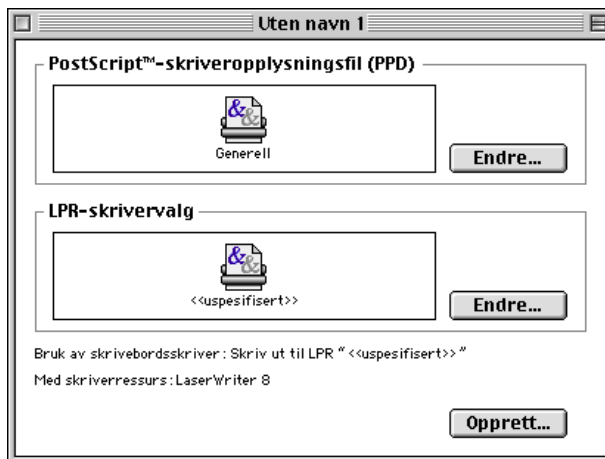 Uten navn 1
PostScript™-skriveropplysningsfil (PPD)
Generell
Endre...
LPR-skrivervalg
<<uspesifisert>>
Endre...
Bruk av skrivebordsskriver: Skriv ut til LPR “ <<uspesifisert>> ”
Med skriverressurs: LaserWriter 8
Opprett...